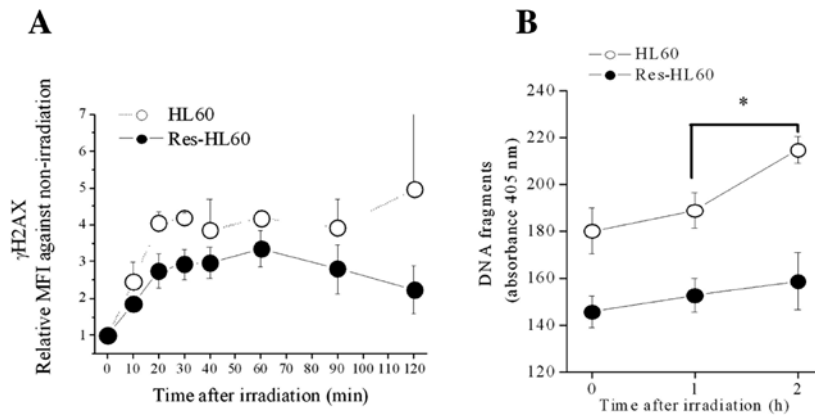 A
HL60
Res-HL60
γH2AX
Relative MFI against non-irradiation
7
6
5
4
3
2
1
0 10 20 30 40 50 60 70 80 90 100 110 120
Time after irradiation (min)
B
HL60
Res-HL60
*
DNA fragments
(absorbance 405 nm)
240
220
200
180
160
140
120
0 1 2
Time after irradiation (h)